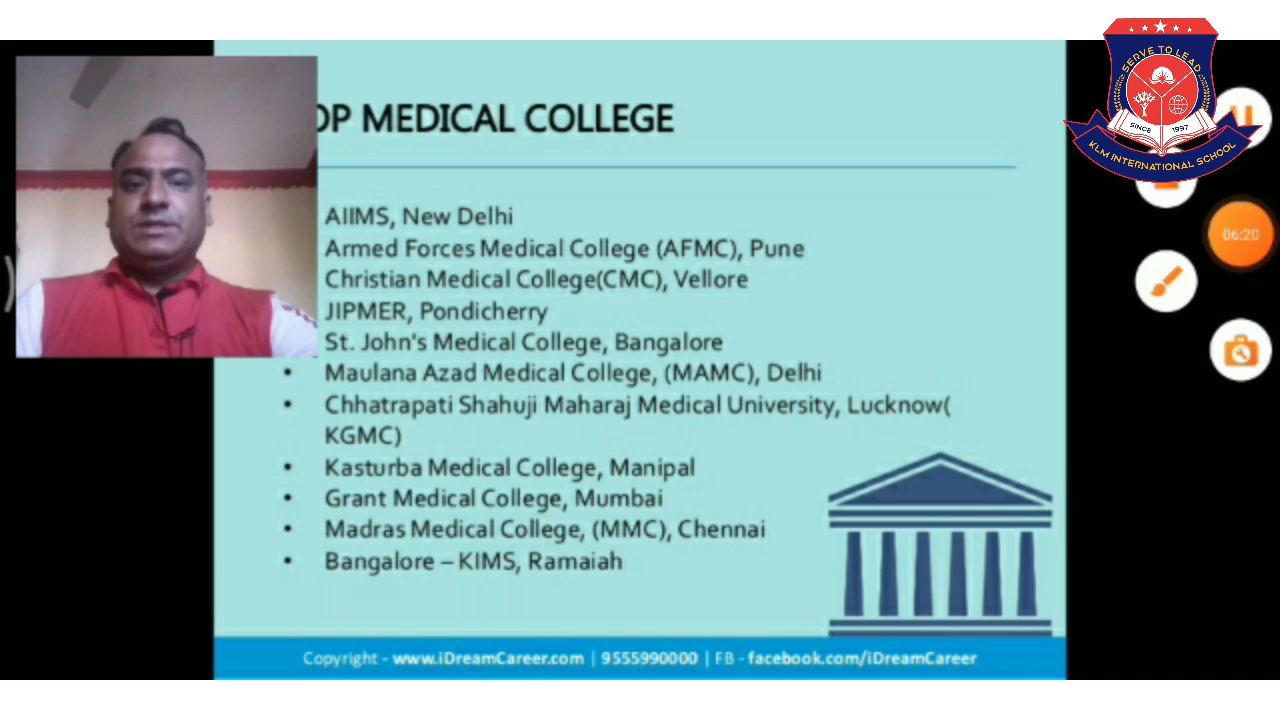 OP MEDICAL COLLEGE
AIIMS, New Delhi
Armed Forces Medical College (AFMC), Pune
Christian Medical College(CMC), Vellore
JIPMER, Pondicherry
St. John's Medical College, Bangalore
• Maulana Azad Medical College, (MAMC), Delhi
• Chhatrapati Shahuji Maharaj Medical University, Lucknow(
KGMC)
• Kasturba Medical College, Manipal
• Grant Medical College, Mumbai
• Madras Medical College, (MMC), Chennai
• Bangalore – KIMS, Ramaiah
Copyright - www.iDreamCareer.com | 9555990000 | FB - facebook.com/iDreamCareer
SERVE TO LEAD
SINCE 1997
KLM INTERNATIONAL SCHOOL
06:20